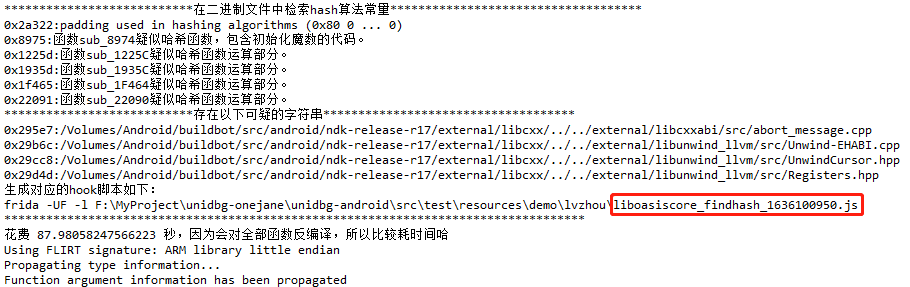 ***************************在二进制文件中检索hash算法常量************************************
0x2a322:padding used in hashing algorithms (0x80 0 ... 0)
0x8975:函数sub_8974疑似哈希函数，包含初始化魔数的代码。
0x1225d:函数sub_1225C疑似哈希函数运算部分。
0x1935d:函数sub_1935C疑似哈希函数运算部分。
0x1f465:函数sub_1F464疑似哈希函数运算部分。
0x22091:函数sub_22090疑似哈希函数运算部分。
***************************存在以下可疑的字符串************************************
0x295e7:/Volumes/Android/buildbot/src/android/ndk-release-r17/external/libcxx/../../external/libcxxabi/src/abort_message.cpp
0x29b6c:/Volumes/Android/buildbot/src/android/ndk-release-r17/external/libcxx/../../external/libunwind_llvm/src/Unwind-EHABI.cpp
0x29cc8:/Volumes/Android/buildbot/src/android/ndk-release-r17/external/libcxx/../../external/libunwind_llvm/src/UnwindCursor.hpp
0x29d4d:/Volumes/Android/buildbot/src/android/ndk-release-r17/external/libcxx/../../external/libunwind_llvm/src/Registers.hpp
生成对应的hook脚本如下：
frida -UF -l F:\MyProject\unidbg-onejane\unidbg-android\src\test\resources\demo\lvzhou\liboasiscore_findhash_1636100950.js
***********************************************************************************
花费 87.98058247566223 秒，因为会对全部函数反编译，所以比较耗时间哈
Using FLIRT signature: ARM library little endian
Propagating type information...
Function argument information has been propagated